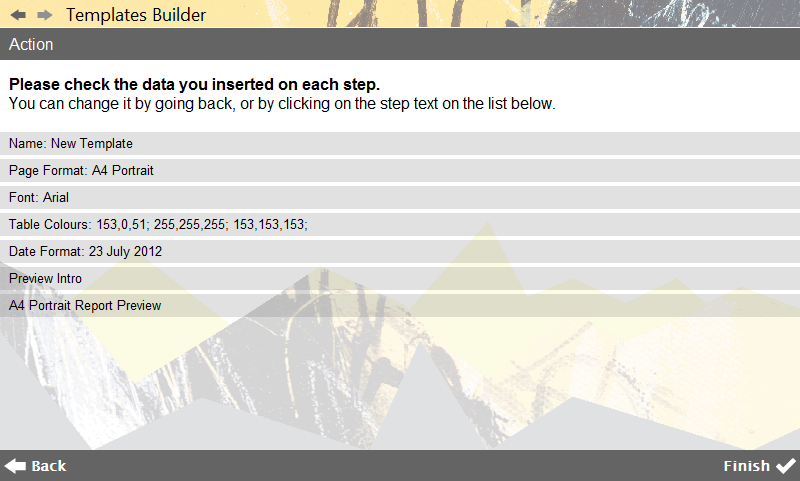 Templates Builder
Action
Please check the data you inserted on each step.
You can change it by going back, or by clicking on the step text on the list below.
Name: New Template
Page Format: A4 Portrait
Font: Arial
Table Colours: 153,0,51; 255,255,255; 153,153,153;
Date Format: 23 July 2012
Preview Intro
A4 Portrait Report Preview
Back
Finish